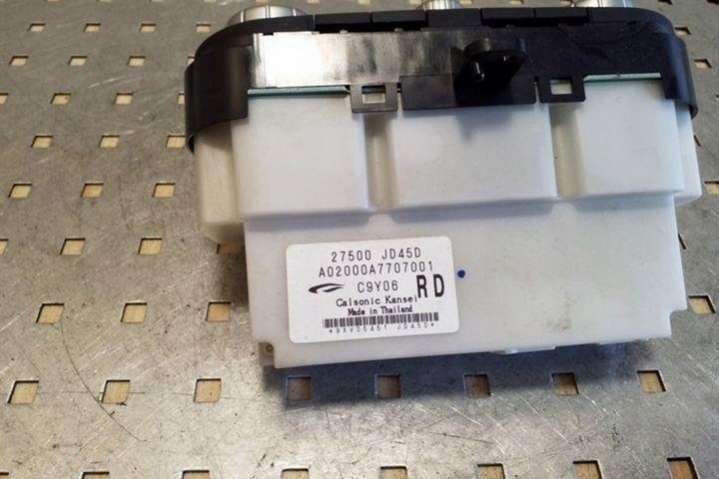 27500 JD45D
A02000A7707001
C9Y06 RD
Calsonic Kansei
Made in Thailand